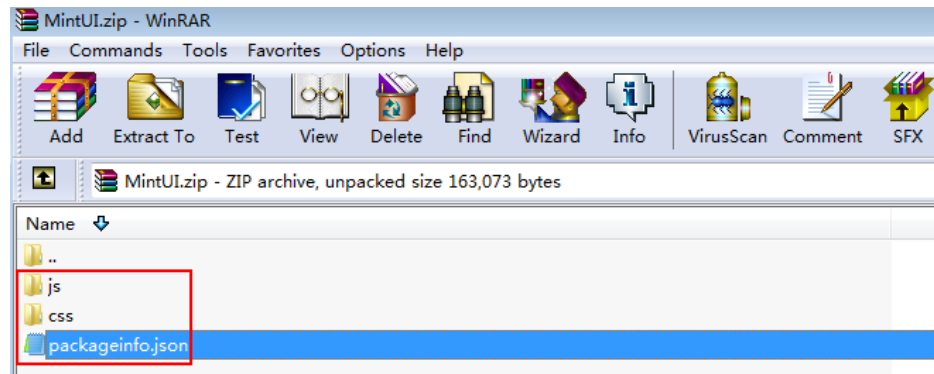 MintUI.zip - WinRAR
File Commands Tools Favorites Options Help
Add Extract To Test View Delete Find Wizard Info VirusScan Comment SFX
MintUI.zip - ZIP archive, unpacked size 163,073 bytes
Name
..
js
css
packageinfo.json